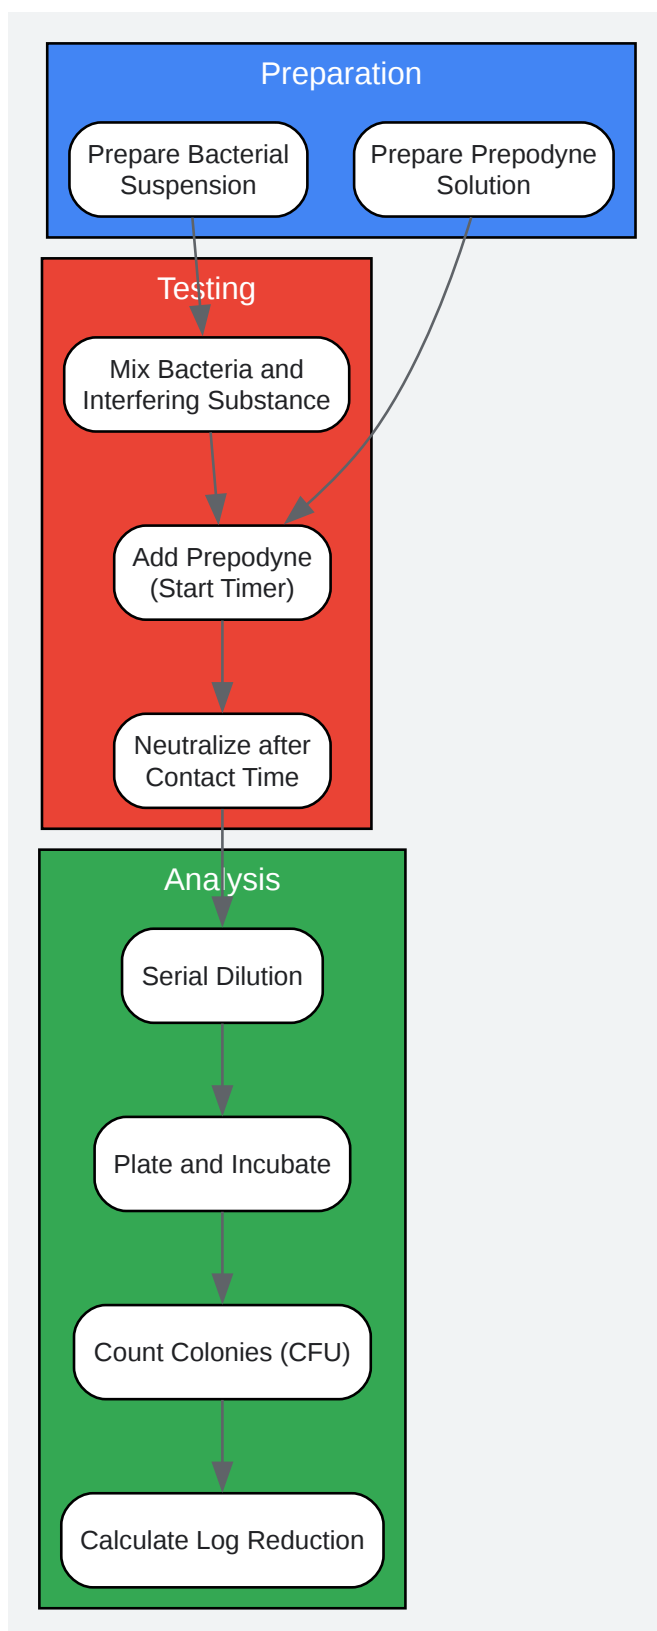 Preparation
Prepare Bacterial
Suspension
Prepare Prepodyne
Solution
Testing
Mix Bacteria and
Interfering Substance
Add Prepodyne
(Start Timer)
Neutralize after
Contact Time
Analysis
Serial Dilution
Plate and Incubate
Count Colonies (CFU)
Calculate Log Reduction